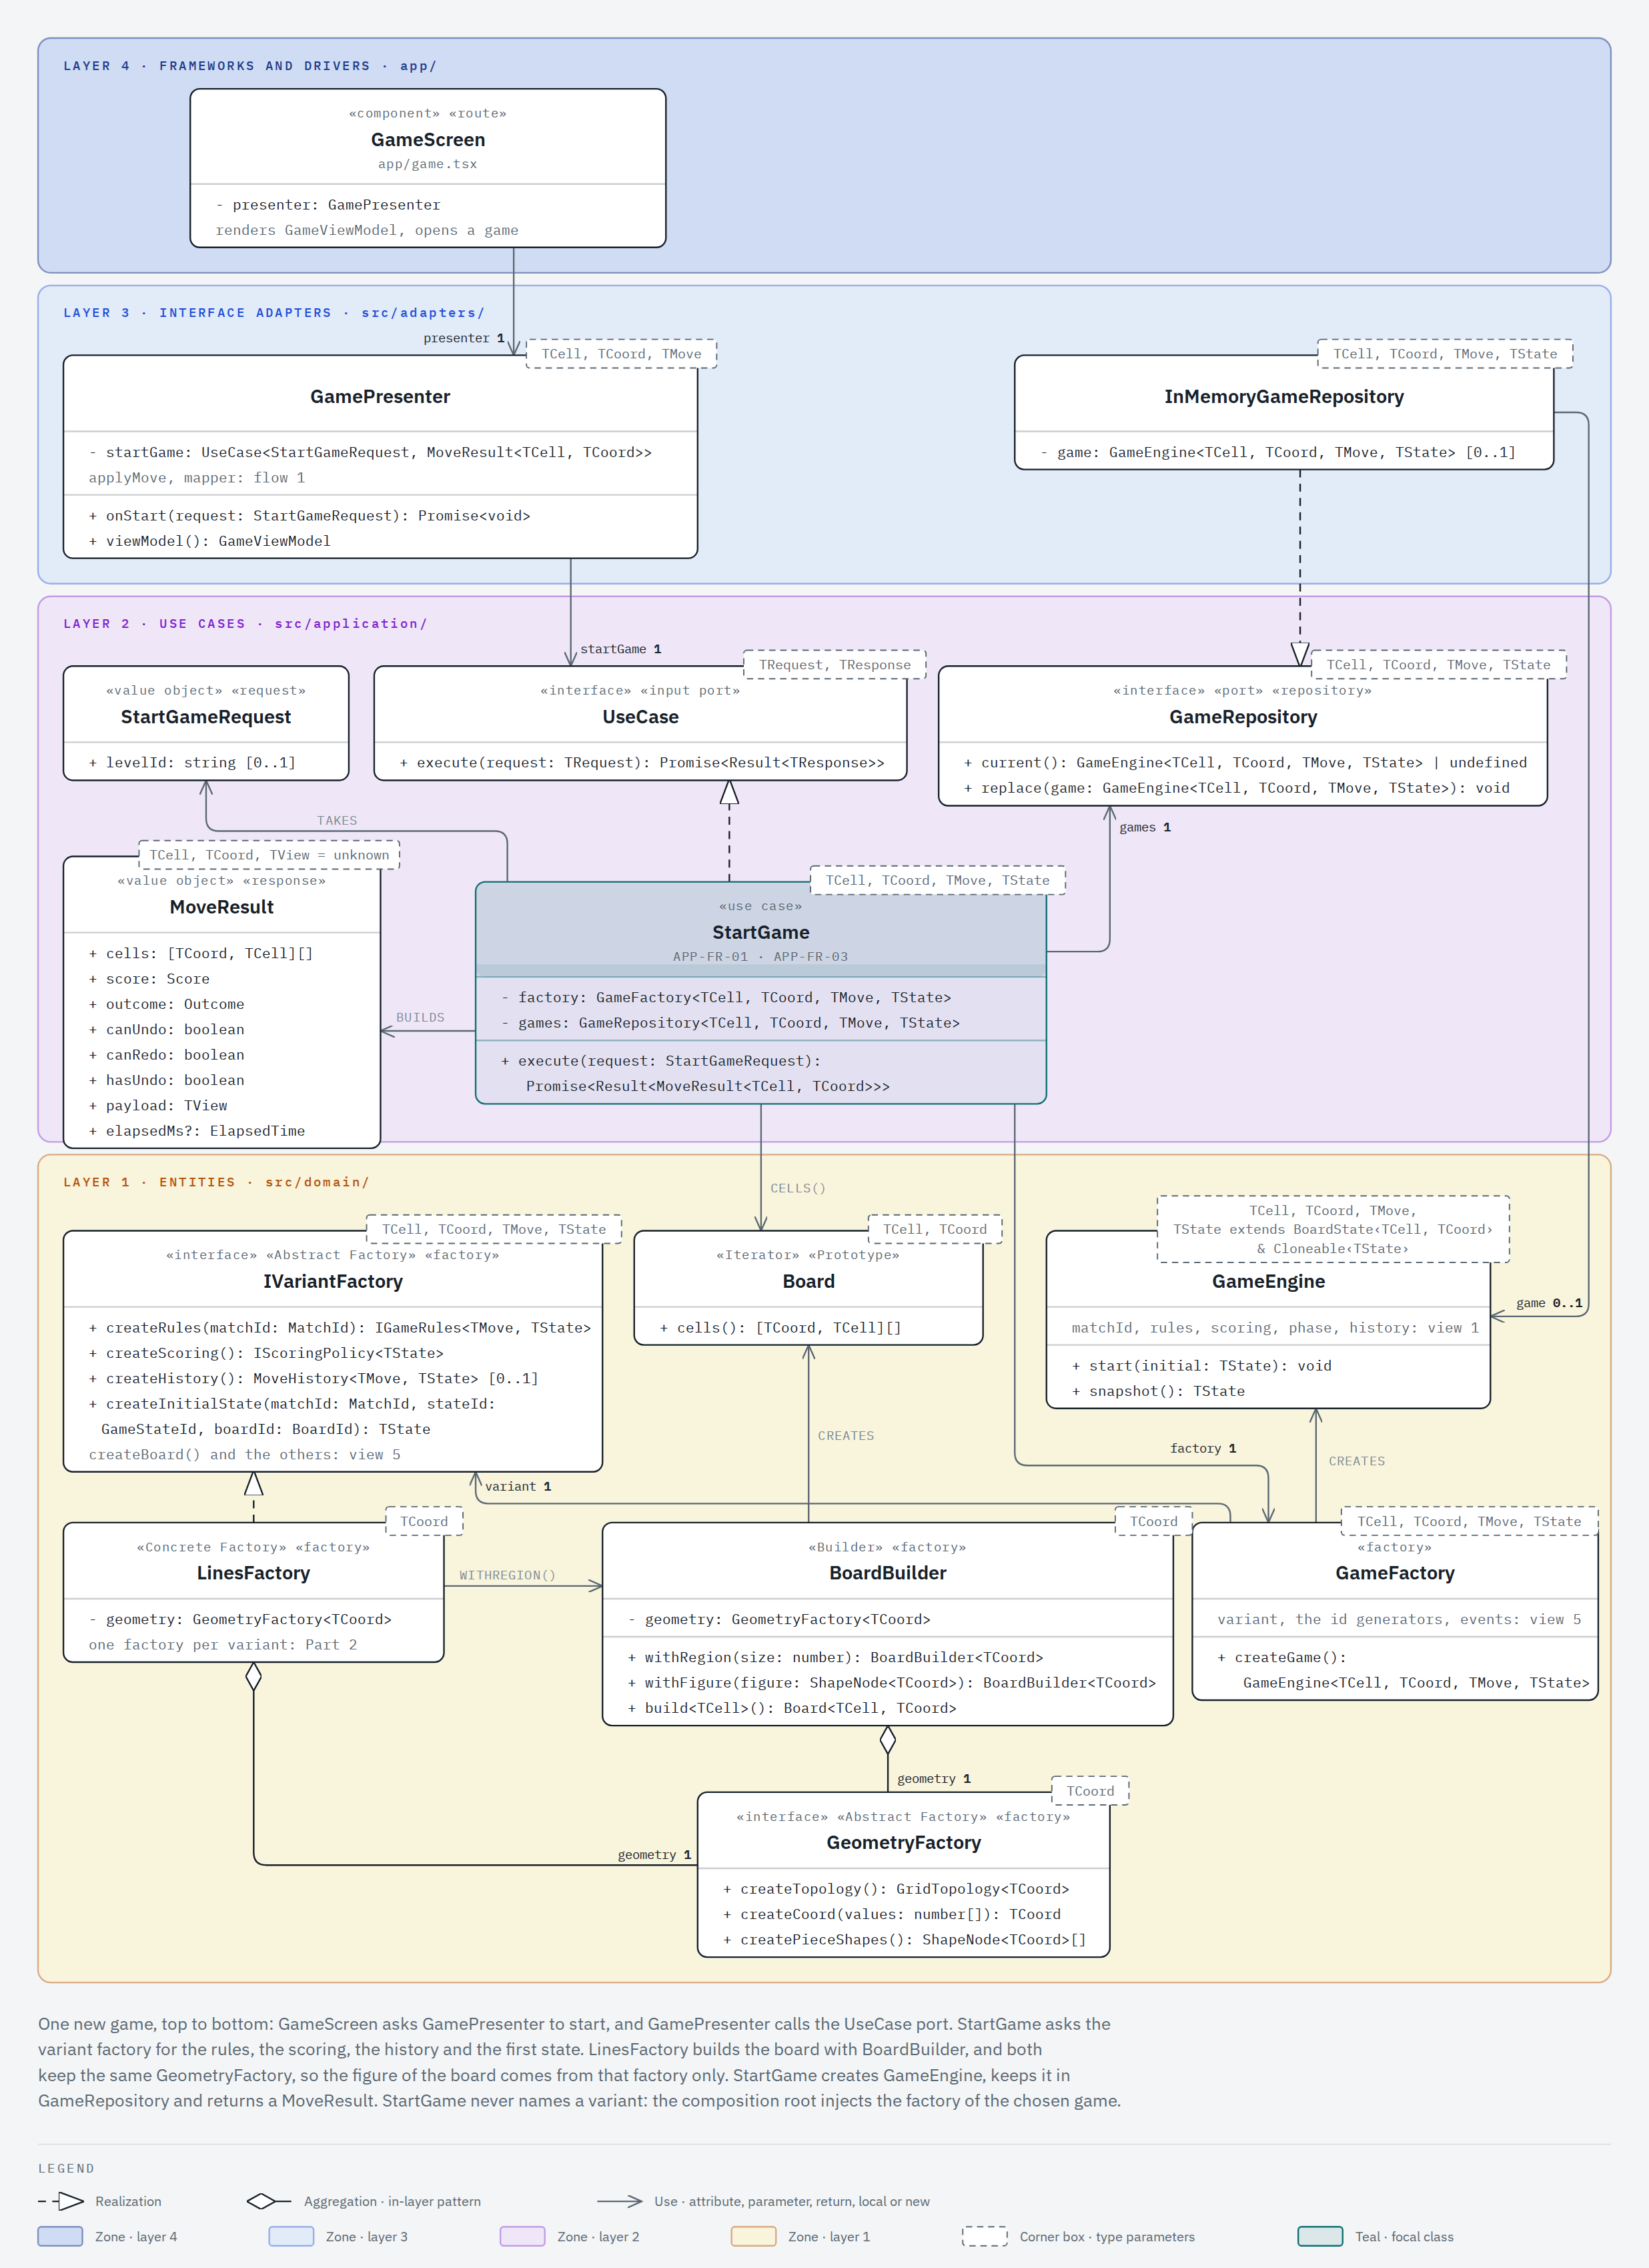 LAYER 4 · FRAMEWORKS AND DRIVERS · app/
«component» «route»
GameScreen
app/game.tsx
- presenter: GamePresenter
renders GameViewModel, opens a game
LAYER 3 · INTERFACE ADAPTERS · src/adapters/
presenter 1
TCell, TCoord, TMove
GamePresenter
- startGame: UseCase<StartGameRequest, MoveResult<TCell, TCoord>>
applyMove, mapper: flow 1
+ onStart(request: StartGameRequest): Promise<void>
+ viewModel(): GameViewModel
TCell, TCoord, TMove, TState
InMemoryGameRepository
- game: GameEngine<TCell, TCoord, TMove, TState> [0..1]
LAYER 2 · USE CASES · src/application/
startGame 1
«value object» «request»
StartGameRequest
+ levelId: string [0..1]
TRequest, TResponse
«interface» «input port»
UseCase
+ execute(request: TRequest): Promise<Result<TResponse>>
TCell, TCoord, TMove, TState
«interface» «port» «repository»
GameRepository
+ current(): GameEngine<TCell, TCoord, TMove, TState> | undefined
+ replace(game: GameEngine<TCell, TCoord, TMove, TState>): void
TAKES
games 1
TCell, TCoord, TView = unknown
«value object» «response»
MoveResult
+ cells: [TCoord, TCell][]
+ score: Score
+ outcome: Outcome
+ canUndo: boolean
+ canRedo: boolean
+ hasUndo: boolean
+ payload: TView
+ elapsedMs?: ElapsedTime
BUILDS
TCell, TCoord, TMove, TState
«use case»
StartGame
APP-FR-01 · APP-FR-03
- factory: GameFactory<TCell, TCoord, TMove, TState>
- games: GameRepository<TCell, TCoord, TMove, TState>
+ execute(request: StartGameRequest):
Promise<Result<MoveResult<TCell, TCoord>>>
LAYER 1 · ENTITIES · src/domain/
CELLS()
TCell, TCoord, TMove, TState
«interface» «Abstract Factory» «factory»
IVariantFactory
+ createRules(matchId: MatchId): IGameRules<TMove, TState>
+ createScoring(): IScoringPolicy<TState>
+ createHistory(): MoveHistory<TMove, TState> [0..1]
+ createInitialState(matchId: MatchId, stateId:
GameStateId, boardId: BoardId): TState
createBoard() and the others: view 5
TCell, TCoord
«Iterator» «Prototype»
Board
+ cells(): [TCoord, TCell][]
TCell, TCoord, TMove,
TState extends BoardState‹TCell, TCoord›
& Cloneable‹TState›
GameEngine
matchId, rules, scoring, phase, history: view 1
+ start(initial: TState): void
+ snapshot(): TState
game 0..1
CREATES
factory 1
CREATES
variant 1
TCoord
«Concrete Factory» «factory»
LinesFactory
- geometry: GeometryFactory<TCoord>
one factory per variant: Part 2
WITHREGION()
TCoord
«Builder» «factory»
BoardBuilder
- geometry: GeometryFactory<TCoord>
+ withRegion(size: number): BoardBuilder<TCoord>
+ withFigure(figure: ShapeNode<TCoord>): BoardBuilder<TCoord>
+ build<TCell>(): Board<TCell, TCoord>
TCell, TCoord, TMove, TState
«factory»
GameFactory
variant, the id generators, events: view 5
+ createGame():
GameEngine<TCell, TCoord, TMove, TState>
geometry 1
geometry 1
TCoord
«interface» «Abstract Factory» «factory»
GeometryFactory
+ createTopology(): GridTopology<TCoord>
+ createCoord(values: number[]): TCoord
+ createPieceShapes(): ShapeNode<TCoord>[]
One new game, top to bottom: GameScreen asks GamePresenter to start, and GamePresenter calls the UseCase port. StartGame asks the
variant factory for the rules, the scoring, the history and the first state. LinesFactory builds the board with BoardBuilder, and both
keep the same GeometryFactory, so the figure of the board comes from that factory only. StartGame creates GameEngine, keeps it in
GameRepository and returns a MoveResult. StartGame never names a variant: the composition root injects the factory of the chosen game.
LEGEND
Realization
Aggregation · in-layer pattern
Use · attribute, parameter, return, local or new
Zone · layer 4
Zone · layer 3
Zone · layer 2
Zone · layer 1
Corner box · type parameters
Teal · focal class